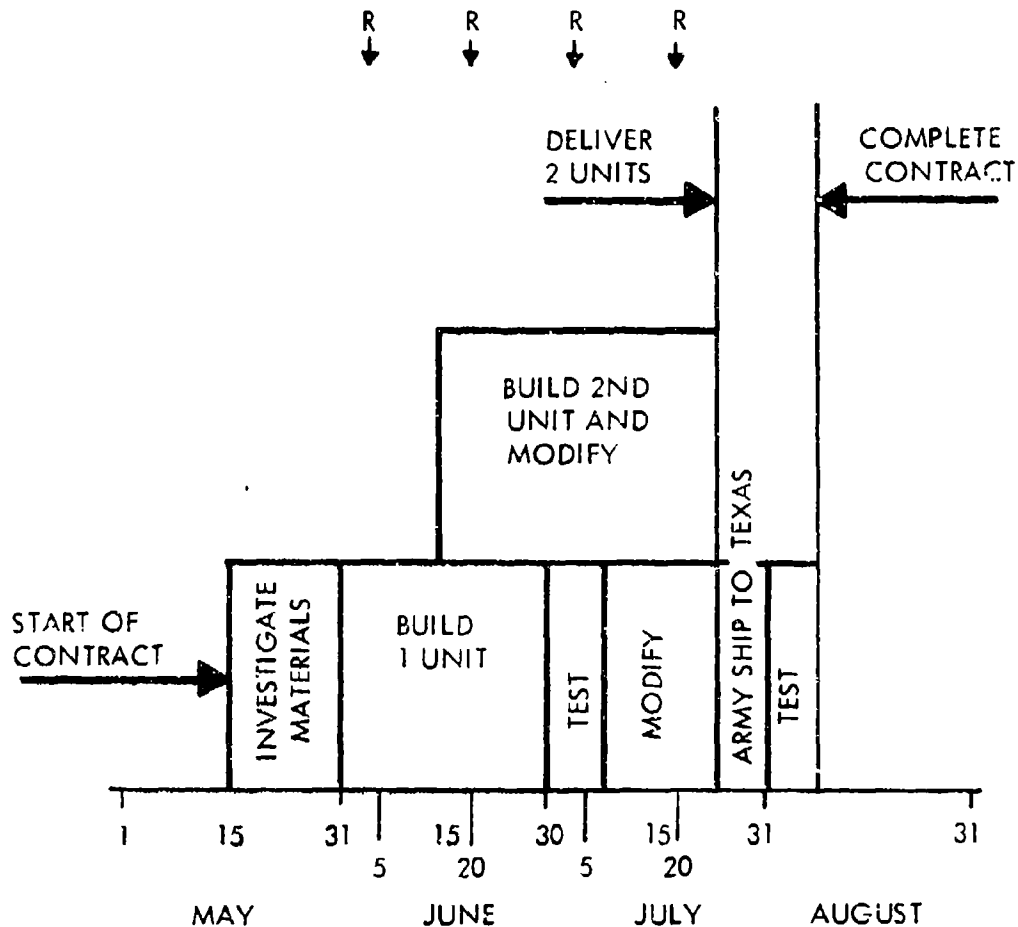 R R R R
DELIVER
2 UNITS
COMPLETE
CONTRACT
BUILD 2ND
UNIT AND
MODIFY
START OF
CONTRACT
INVESTIGATE
MATERIALS
BUILD
1 UNIT
TEST
MODIFY
ARMY SHIP TO TEXAS
TEST
1 15 31 15 30 15 31 31
5 20 5 20
MAY JUNE JULY AUGUST